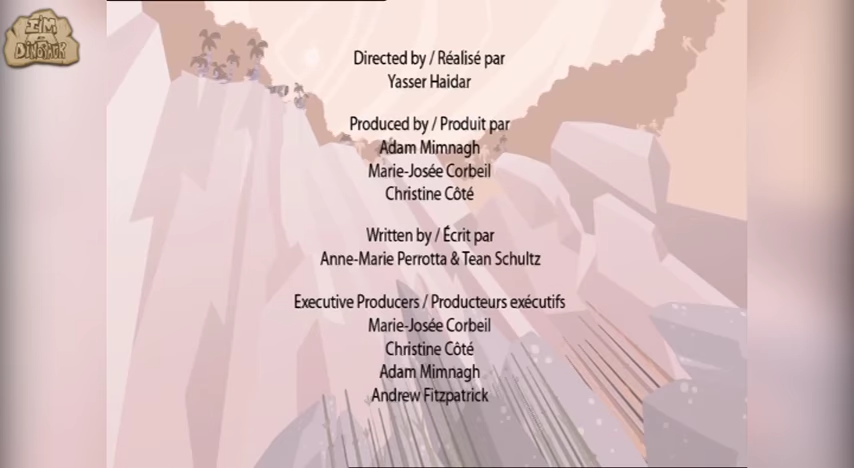 I'M
A
DINOSAUR
Directed by / Réalisé par
Yasser Haidar
Produced by / Produit par
Adam Mimnagh
Marie-Josée Corbeil
Christine Côté
Written by / Écrit par
Anne-Marie Perrotta & Tean Schultz
Executive Producers / Producteurs exécutifs
Marie-Josée Corbeil
Christine Côté
Adam Mimnagh
Andrew Fitzpatrick